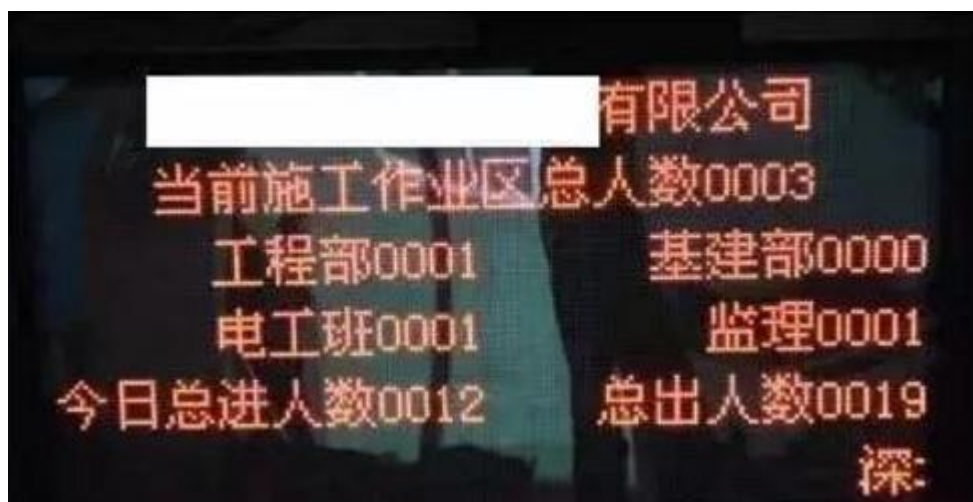 有限公司
当前施工作业区总人数0003
工程部0001 基建部0000
电工班0001 监理0001
今日总进人数0012 总出人数0019
深